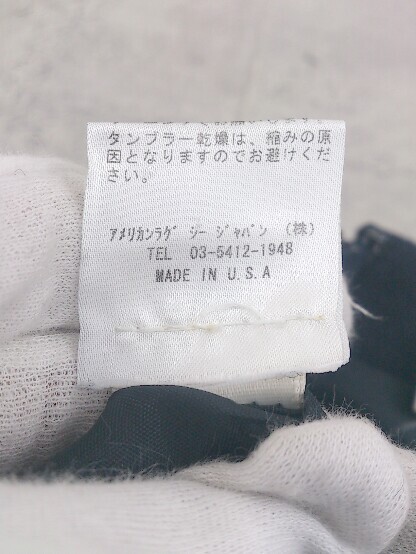 タンブラー乾燥は、縮みの原
因となりますのでお避けくだ
さい。
ｱﾒﾘｶﾝﾗｸﾞ ｼｰ ｼﾞｬﾊﾟﾝ (株)
TEL 03-5412-1948
MADE IN U.S.A